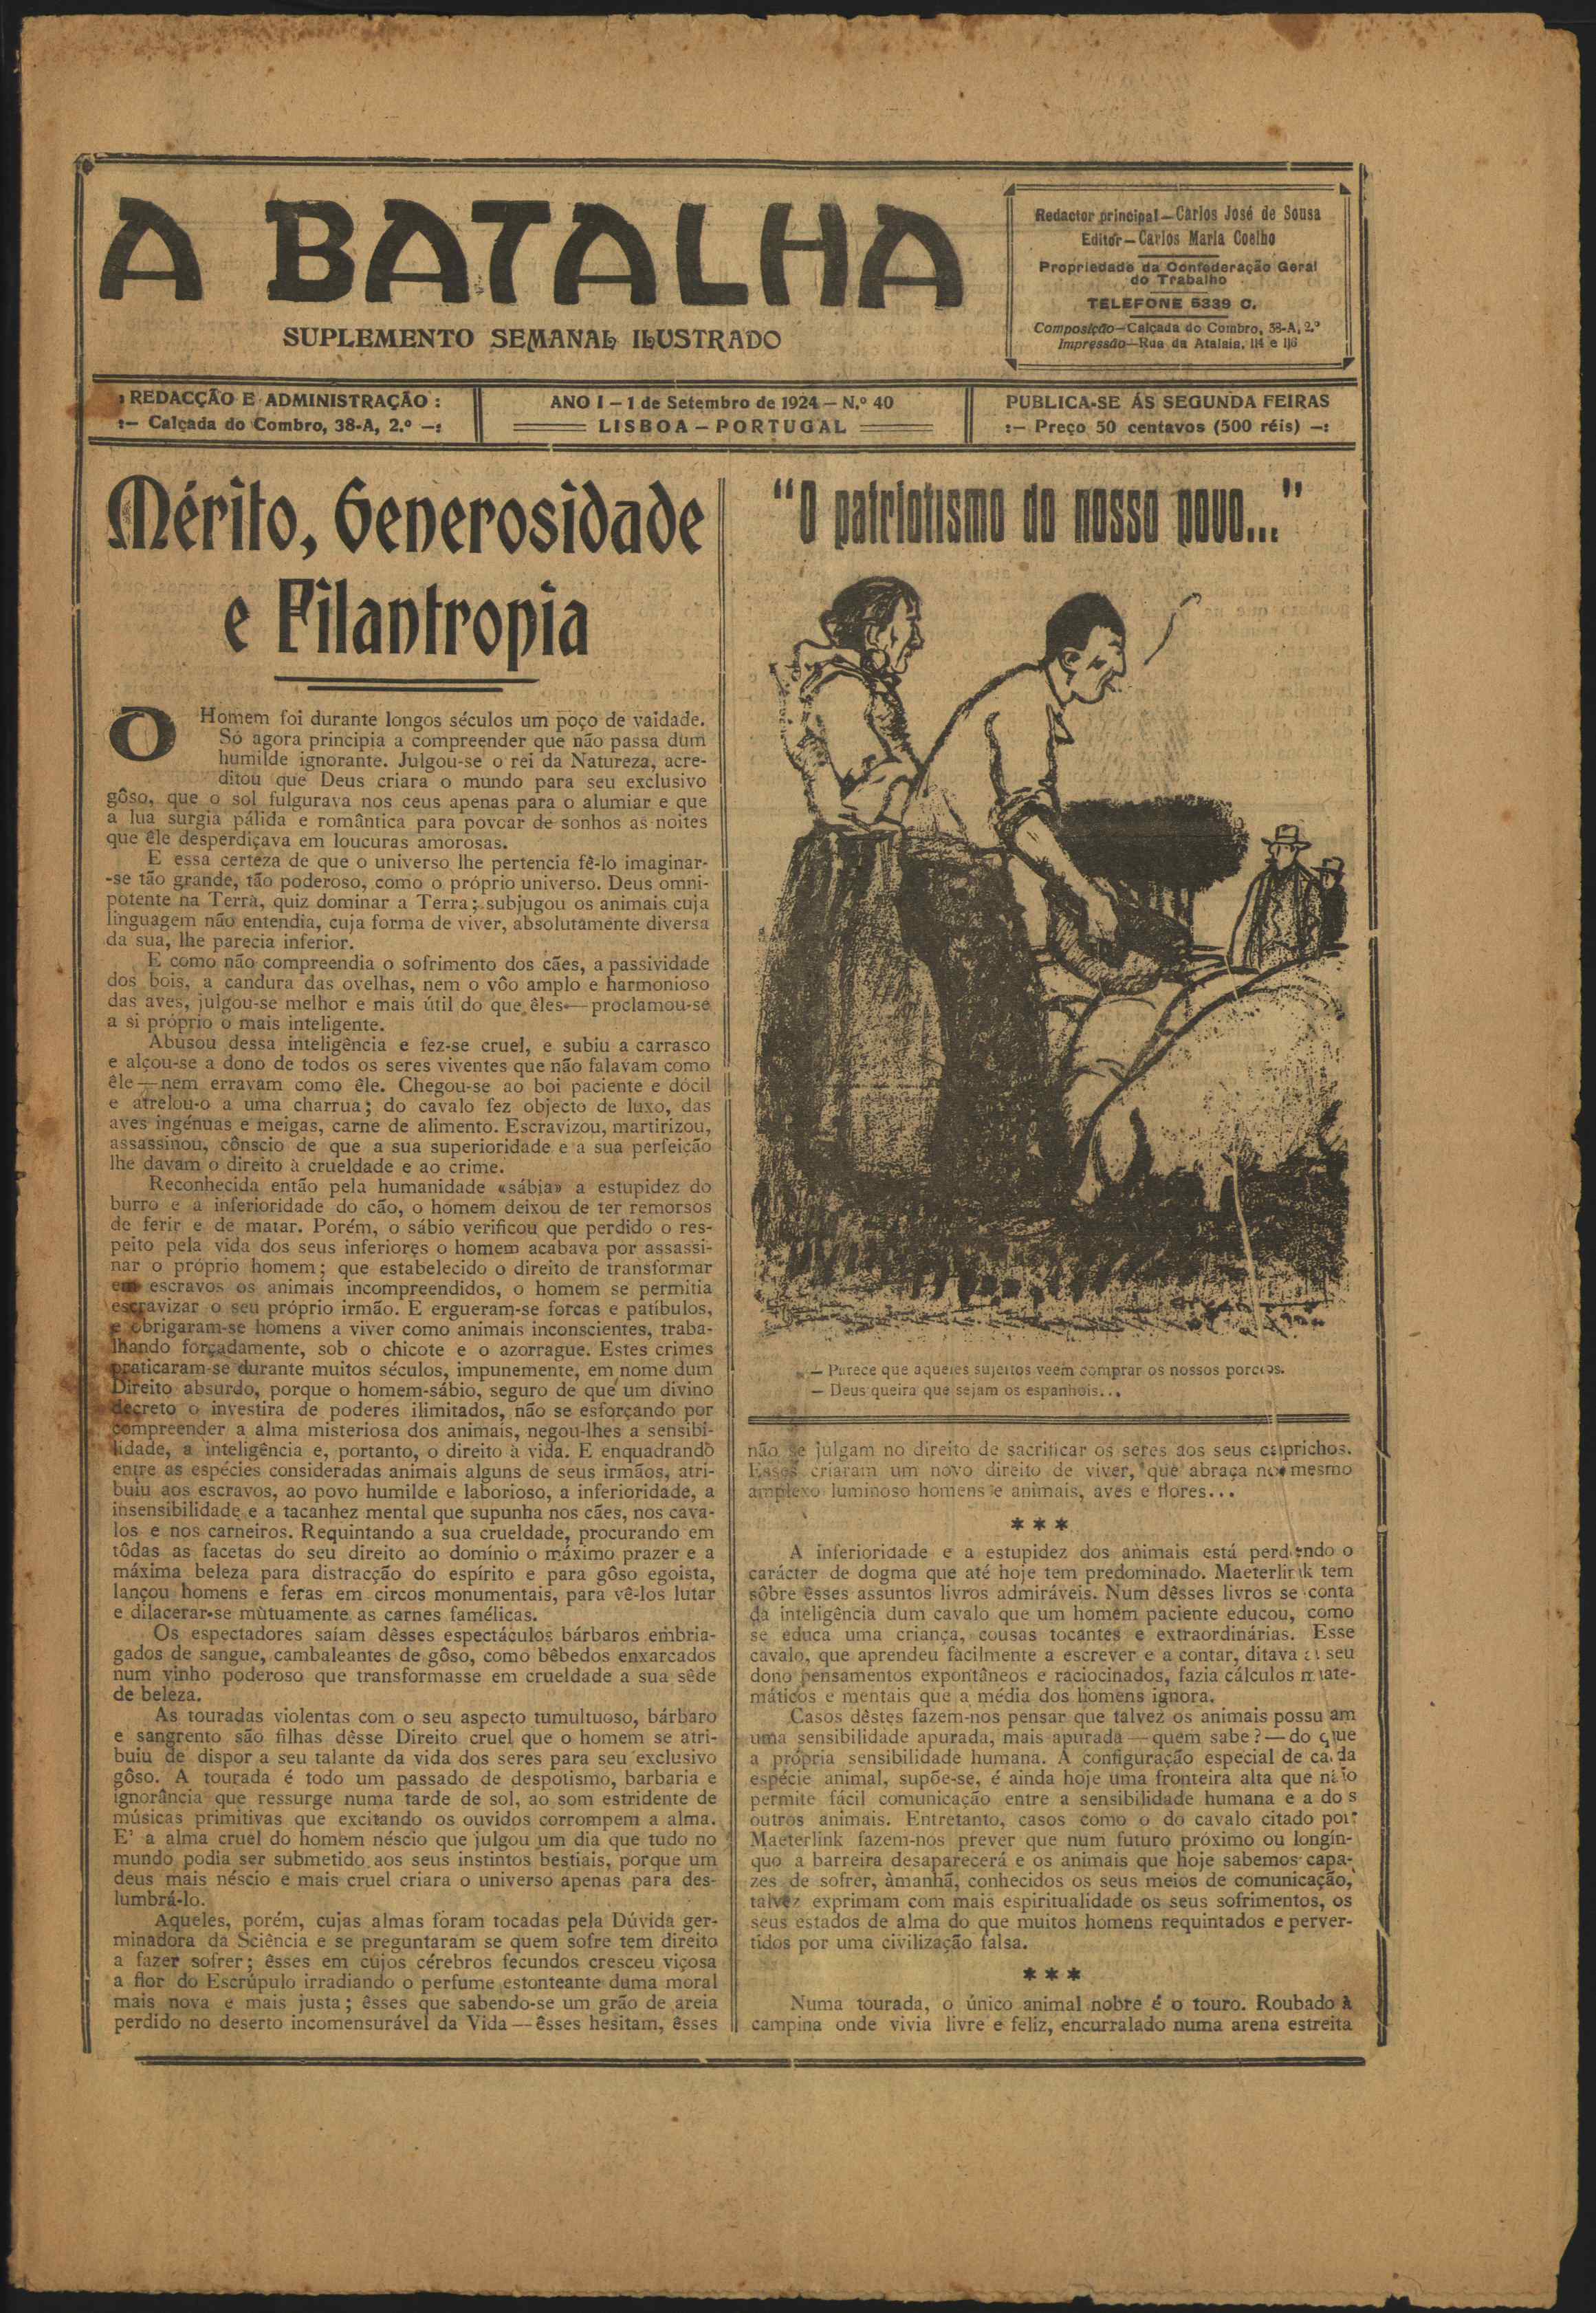 A BATALHA
SUPLEMENTO SEMANAL ILUSTRADO
Redactor principal—Carlos José de Sousa
Editor—Carlos Maria Coelho
Propriedade da Confederação Geral
do Trabalho
TELEFONE 5339 C.
Composição—Calçada do Combro, 38-A, 2.º
Impressão—Rua da Atalaia, 114 e 116
: REDACÇÃO E ADMINISTRAÇÃO :
:— Calçada do Combro, 38-A, 2.º —:
ANO I — 1 de Setembro de 1924 — N.º 40
LISBOA — PORTUGAL
PUBLICA-SE ÁS SEGUNDA FEIRAS
:— Preço 50 centavos (500 réis) —:
Mérito, Generosidade
e Filantropia
O Homem foi durante longos séculos um poço de vaidade.
Só agora principia a compreender que não passa dum
humilde ignorante. Julgou-se o rei da Natureza, acre-
ditou que Deus criara o mundo para seu exclusivo
gôso, que o sol fulgurava nos ceus apenas para o alumiar e que
a lua surgia pálida e romântica para povoar de sonhos as noites
que êle desperdiçava em loucuras amorosas.
E essa certeza de que o universo lhe pertencia fê-lo imaginar-
-se tão grande, tão poderoso, como o próprio universo. Deus omni-
potente na Terra, quiz dominar a Terra; subjugou os animais cuja
linguagem não entendia, cuja forma de viver, absolutamente diversa
da sua, lhe parecia inferior.
E como não compreendia o sofrimento dos cães, a passividade
dos bois, a candura das ovelhas, nem o vôo amplo e harmonioso
das aves, julgou-se melhor e mais útil do que êles—proclamou-se
a si próprio o mais inteligente.
Abusou dessa inteligência e fez-se cruel, e subiu a carrasco
e alçou-se a dono de todos os seres viventes que não falavam como
êle—nem erravam como êle. Chegou-se ao boi paciente e dócil
e atrelou-o a uma charrua; do cavalo fez objecto de luxo, das
aves ingénuas e meigas, carne de alimento. Escravizou, martirizou,
assassinou, cônscio de que a sua superioridade e a sua perfeição
lhe davam o direito à crueldade e ao crime.
Reconhecida então pela humanidade «sábia» a estupidez do
burro e a inferioridade do cão, o homem deixou de ter remorsos
de ferir e de matar. Porém, o sábio verificou que perdido o res-
peito pela vida dos seus inferiores o homem acabava por assassi-
nar o próprio homem; que estabelecido o direito de transformar
em escravos os animais incompreendidos, o homem se permitia
escravizar o seu próprio irmão. E ergueram-se forcas e patíbulos,
e obrigaram-se homens a viver como animais inconscientes, traba-
lhando forçadamente, sob o chicote e o azorrague. Estes crimes
praticaram-se durante muitos séculos, impunemente, em nome dum
Direito absurdo, porque o homem-sábio, seguro de que um divino
decreto o investira de poderes ilimitados, não se esforçando por
compreender a alma misteriosa dos animais, negou-lhes a sensibi-
lidade, a inteligência e, portanto, o direito à vida. E enquadrando
entre as espécies consideradas animais alguns de seus irmãos, atri-
buiu aos escravos, ao povo humilde e laborioso, a inferioridade, a
insensibilidade e a tacanhez mental que supunha nos cães, nos cava-
los e nos carneiros. Requintando a sua crueldade, procurando em
tôdas as facetas do seu direito ao domínio o máximo prazer e a
máxima beleza para distracção do espírito e para gôso egoista,
lançou homens e feras em circos monumentais, para vê-los lutar
e dilacerar-se mùtuamente as carnes famélicas.
Os espectadores saíam dêsses espectáculos bárbaros embria-
gados de sangue, cambaleantes de gôso, como bêbedos enxarcados
num vinho poderoso que transformasse em crueldade a sua sêde
de beleza.
As touradas violentas com o seu aspecto tumultuoso, bárbaro
e sangrento são filhas dêsse Direito cruel que o homem se atri-
buiu de dispor a seu talante da vida dos seres para seu exclusivo
gôso. A tourada é todo um passado de despotismo, barbaria e
ignorância que ressurge numa tarde de sol, ao som estridente de
músicas primitivas que excitando os ouvidos corrompem a alma.
E' a alma cruel do homem néscio que julgou um dia que tudo no
mundo podia ser submetido aos seus instintos bestiais, porque um
deus mais néscio e mais cruel criara o universo apenas para des-
lumbrá-lo.
Aqueles, porém, cujas almas foram tocadas pela Dúvida ger-
minadora da Sciência e se preguntaram se quem sofre tem direito
a fazer sofrer; êsses em cujos cérebros fecundos cresceu viçosa
a flor do Escrúpulo irradiando o perfume estonteante duma moral
mais nova e mais justa; êsses que sabendo-se um grão de areia
perdido no deserto incomensurável da Vida—êsses hesitam, êsses
“O patriotismo do nosso povo...”
— Parece que aqueles sujeitos veem comprar os nossos porcos.
— Deus queira que sejam os espanhois...
não se julgam no direito de sacrificar os seres aos seus caprichos.
Esses criaram um novo direito de viver, que abraça no mesmo
amplexo luminoso homens e animais, aves e flores...
* * *
A inferioridade e a estupidez dos animais está perdendo o
carácter de dogma que até hoje tem predominado. Maeterlink tem
sôbre êsses assuntos livros admiráveis. Num dêsses livros se conta
da inteligência dum cavalo que um homem paciente educou, como
se educa uma criança, cousas tocantes e extraordinárias. Esse
cavalo, que aprendeu facilmente a escrever e a contar, ditava a seu
dono pensamentos expontâneos e raciocinados, fazia cálculos mate-
máticos e mentais que a média dos homens ignora.
Casos dêstes fazem-nos pensar que talvez os animais possuam
uma sensibilidade apurada, mais apurada—quem sabe?—do que
a própria sensibilidade humana. A configuração especial de cada
espécie animal, supõe-se, é ainda hoje uma fronteira alta que não
permite fácil comunicação entre a sensibilidade humana e a dos
outros animais. Entretanto, casos como o do cavalo citado por
Maeterlink fazem-nos prever que num futuro próximo ou longín-
quo a barreira desaparecerá e os animais que hoje sabemos capa-
zes de sofrer, àmanhã, conhecidos os seus meios de comunicação,
talvez exprimam com mais espiritualidade os seus sofrimentos, os
seus estados de alma do que muitos homens requintados e perver-
tidos por uma civilização falsa.
* * *
Numa tourada, o único animal nobre é o touro. Roubado à
campina onde vivia livre e feliz, encurralado numa arena estreita